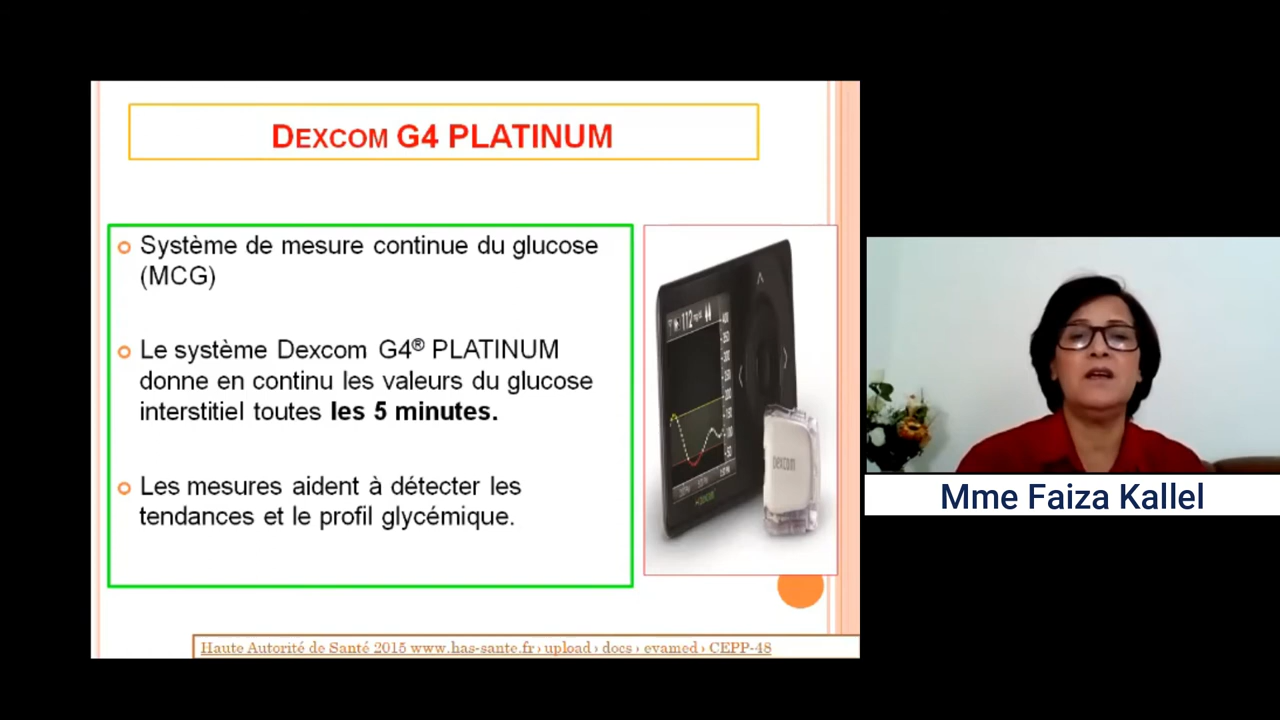 DEXCOM G4 PLATINUM
Système de mesure continue du glucose
(MCG)
Le système Dexcom G4® PLATINUM
donne en continu les valeurs du glucose
interstitiel toutes les 5 minutes.
Les mesures aident à détecter les
tendances et le profil glycémique.
112
dexcom
Haute Autorité de Santé 2015 www.has-sante.fr › upload › docs › evamed › CEPP-48
Mme Faiza Kallel